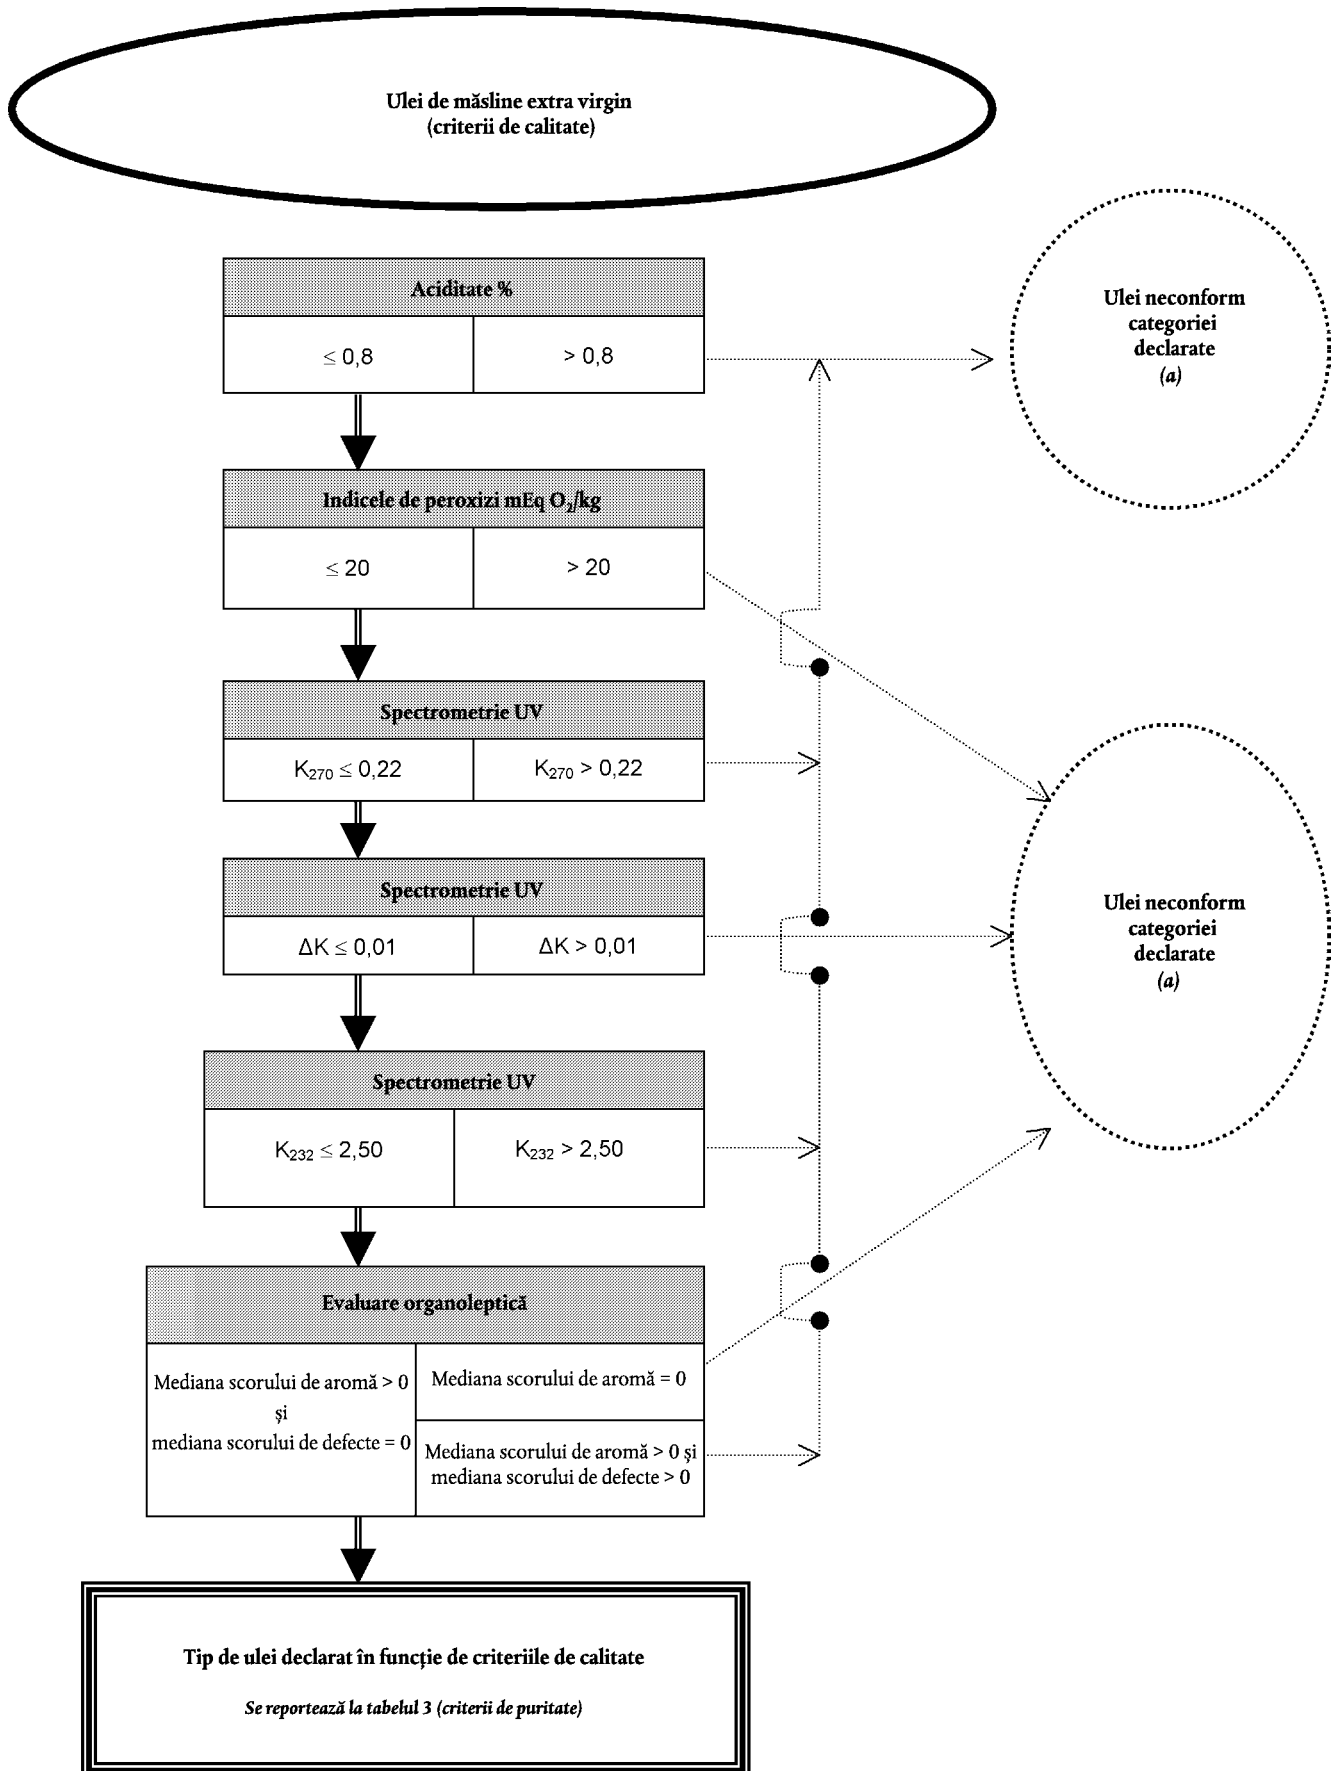 Ulei de măsline extra virgin
(criterii de calitate)
Aciditate %
≤ 0,8
> 0,8
Ulei neconform
categoriei
declarate
(a)
Indicele de peroxizi mEq O₂/kg
≤ 20
> 20
Spectrometrie UV
K₂₇₀ ≤ 0,22
K₂₇₀ > 0,22
Spectrometrie UV
ΔK ≤ 0,01
ΔK > 0,01
Ulei neconform
categoriei
declarate
(a)
Spectrometrie UV
K₂₃₂ ≤ 2,50
K₂₃₂ > 2,50
Evaluare organoleptică
Mediana scorului de aromă > 0
și
mediana scorului de defecte = 0
Mediana scorului de aromă = 0
Mediana scorului de aromă > 0 și
mediana scorului de defecte > 0
Tip de ulei declarat în funcție de criteriile de calitate
Se reportează la tabelul 3 (criterii de puritate)